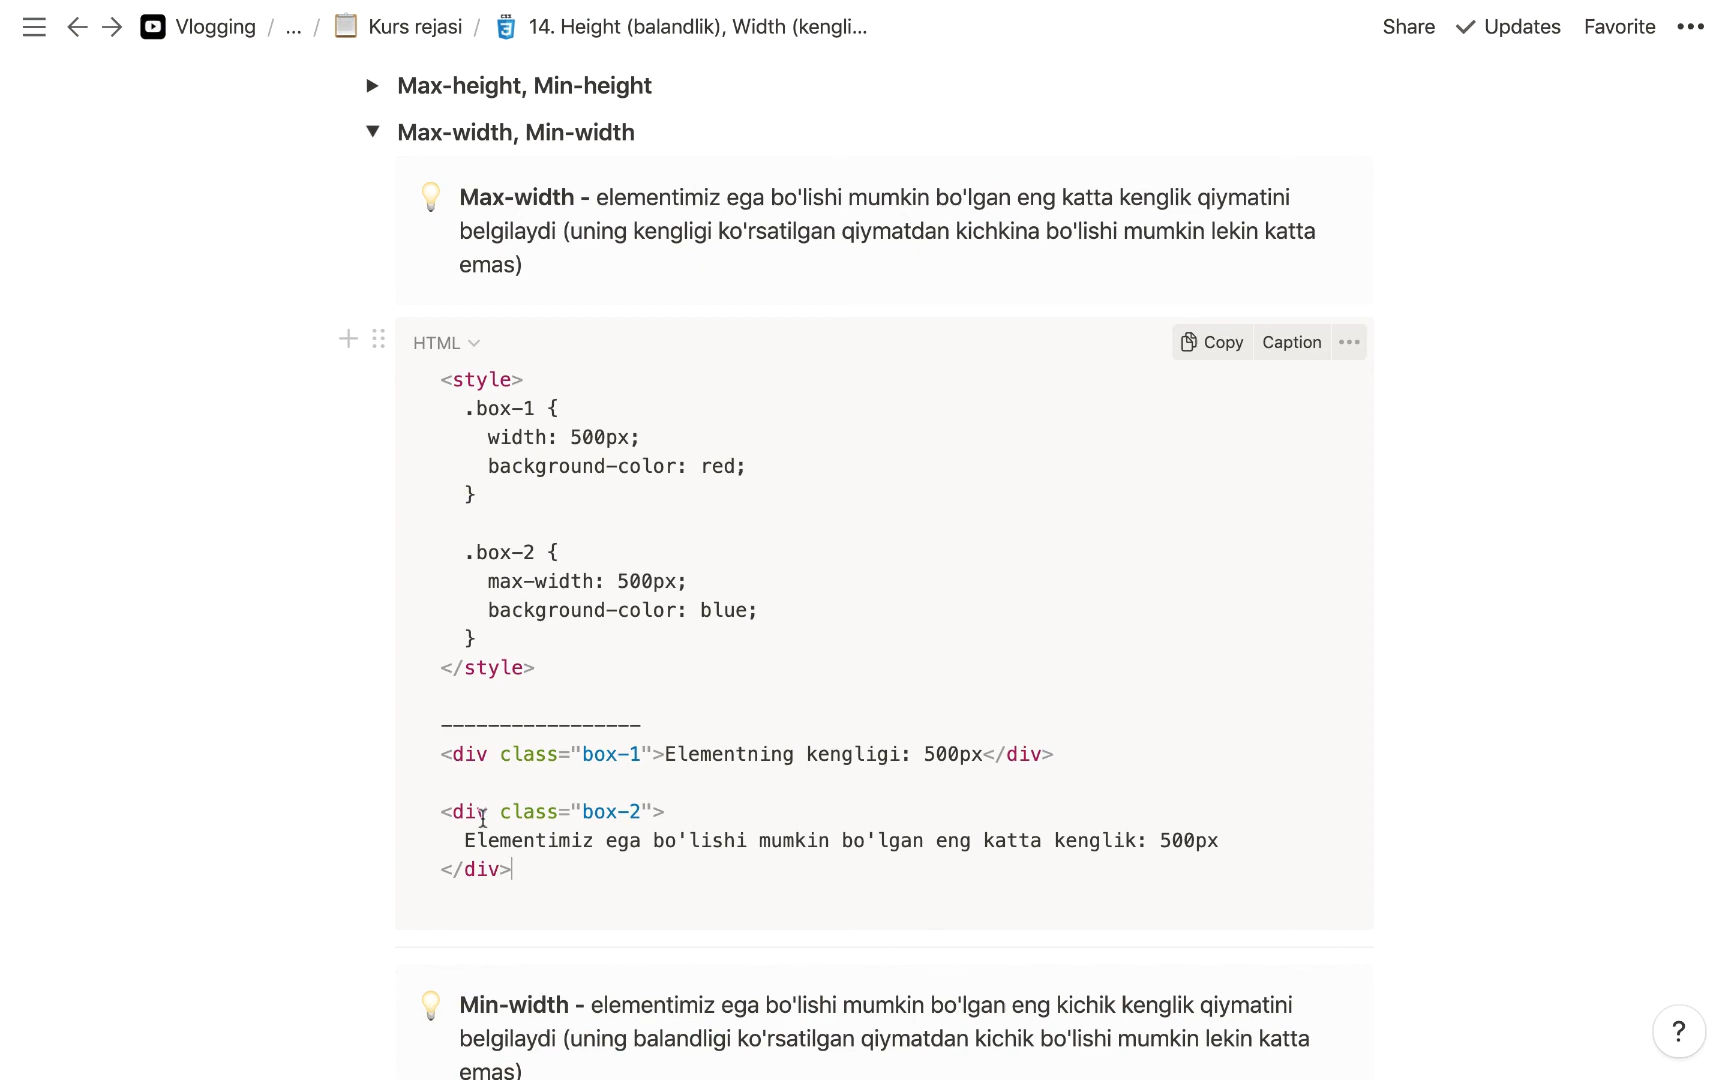 Vlogging / ... / Kurs rejasi / 14. Height (balandlik), Width (kengli... Share Updates Favorite
Max-height, Min-height
Max-width, Min-width
Max-width - elementimiz ega bo'lishi mumkin bo'lgan eng katta kenglik qiymatini
belgilaydi (uning kengligi ko'rsatilgan qiymatdan kichkina bo'lishi mumkin lekin katta
emas)
HTML Copy Caption
<style>
  .box-1 {
    width: 500px;
    background-color: red;
  }
  .box-2 {
    max-width: 500px;
    background-color: blue;
  }
</style>
-----------------
<div class="box-1">Elementning kengligi: 500px</div>
<div class="box-2">
  Elementimiz ega bo'lishi mumkin bo'lgan eng katta kenglik: 500px
</div>
Min-width - elementimiz ega bo'lishi mumkin bo'lgan eng kichik kenglik qiymatini
belgilaydi (uning balandligi ko'rsatilgan qiymatdan kichik bo'lishi mumkin lekin katta
emas)
?